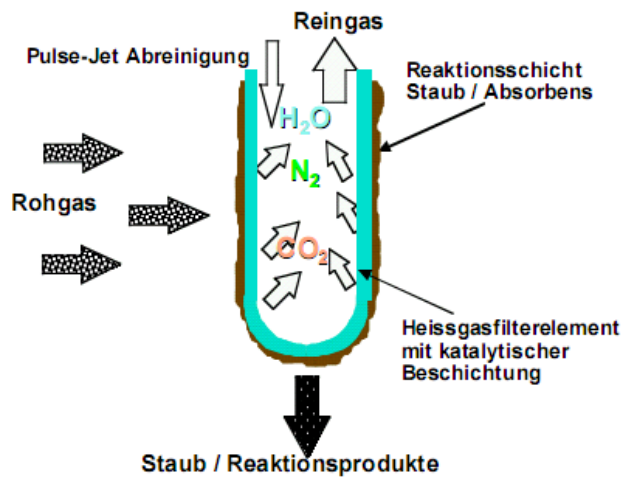 Reingas
Pulse-Jet Abreinigung
Reaktionsschicht
Staub / Absorbens
H₂O
N₂
Rohgas
CO₂
Heissgasfilterelement
mit katalytischer
Beschichtung
Staub / Reaktionsprodukte